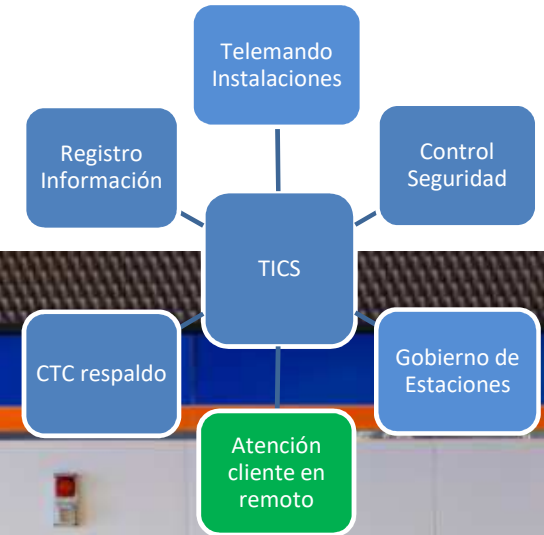 Telemando
Instalaciones
Registro
Información
Control
Seguridad
TICS
CTC respaldo
Gobierno de
Estaciones
Atención
cliente en
remoto